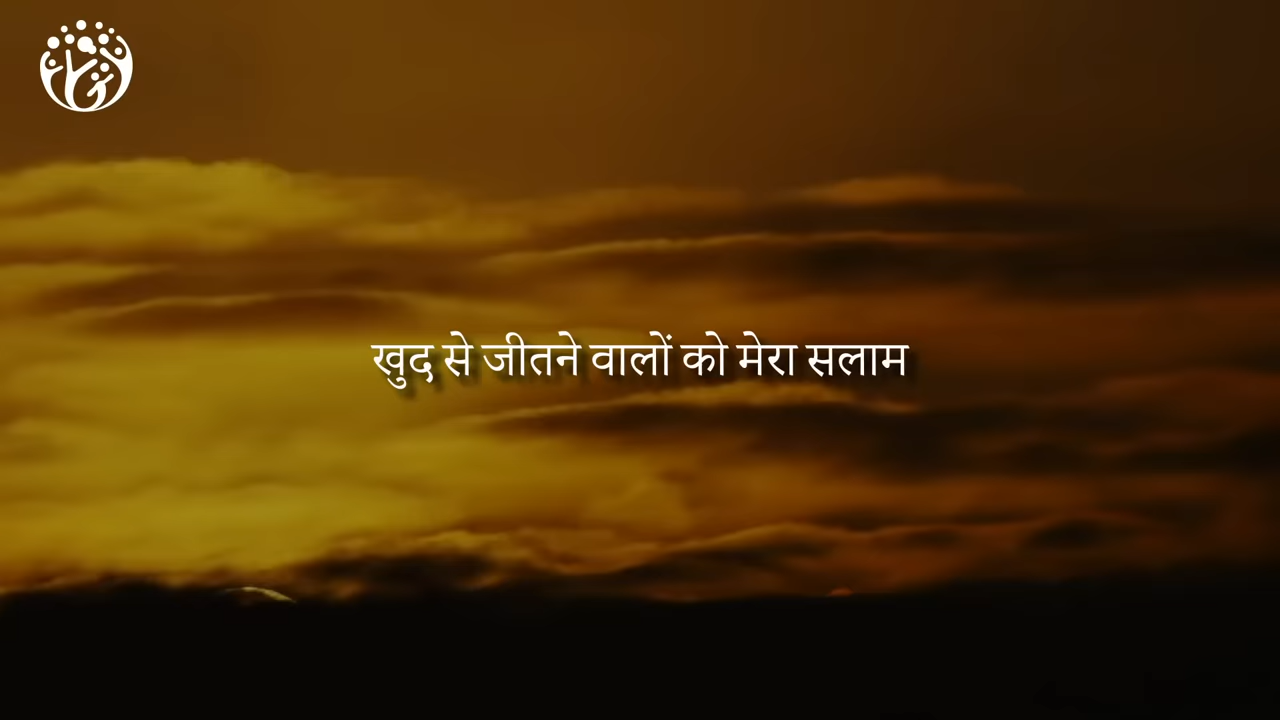 खुद से जीतने वालों को मेरा सलाम